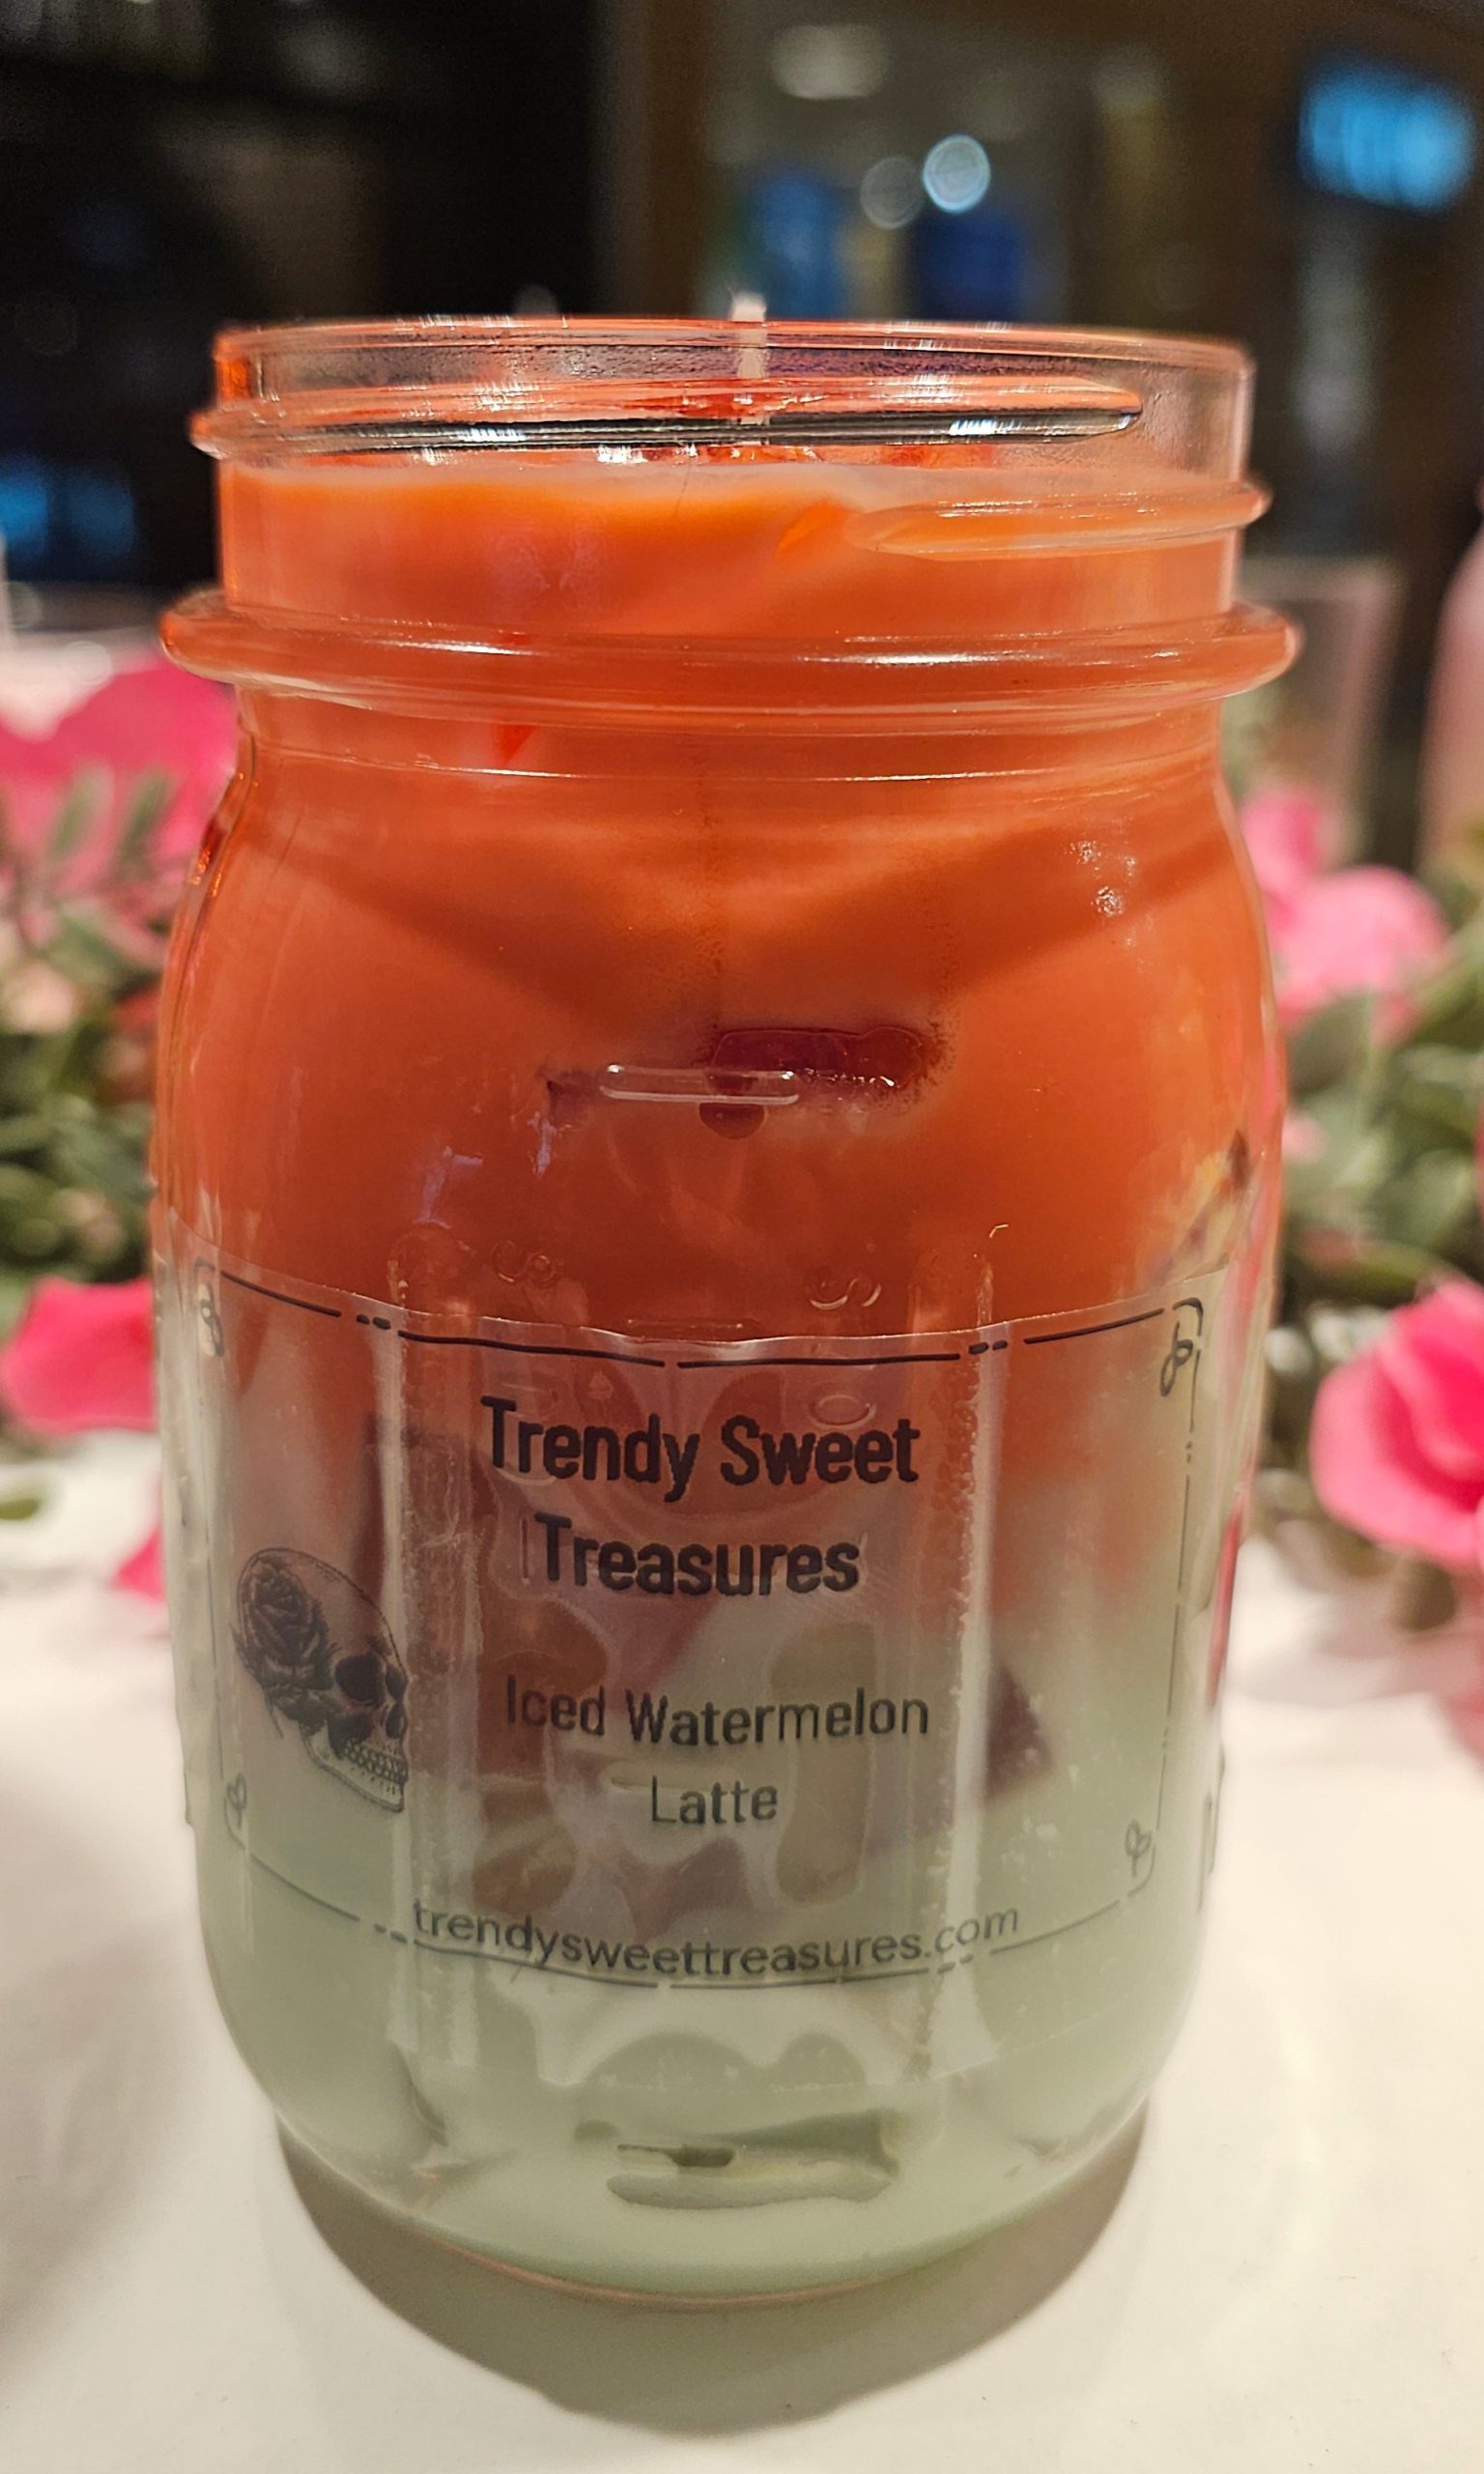 Trendy Sweet
Treasures
Iced Watermelon
Latte
trendysweettreasures.com